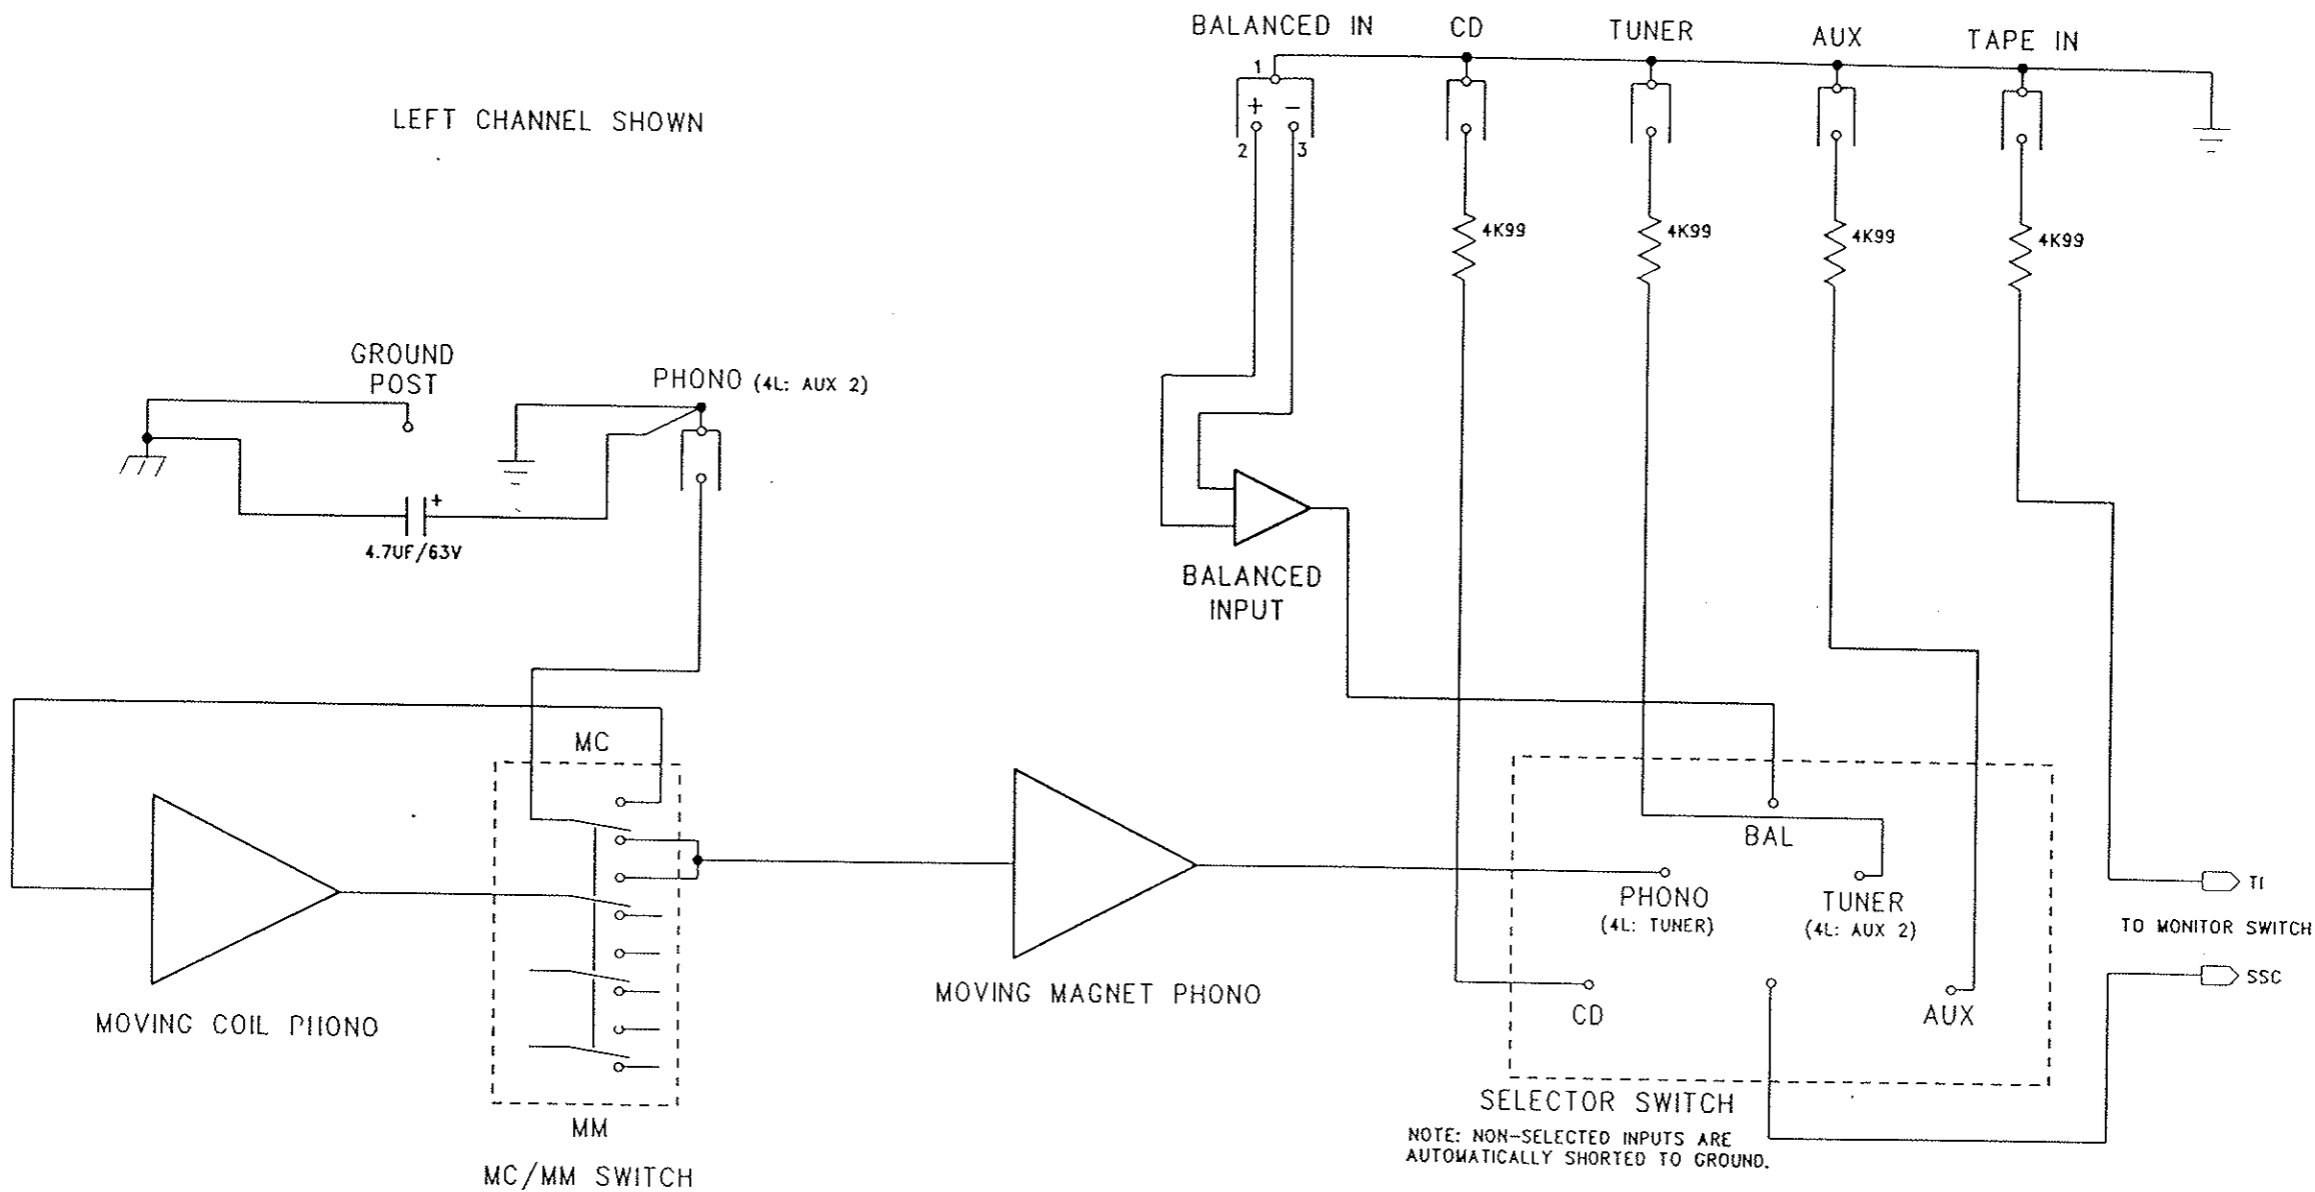 BALANCED IN
CD
TUNER
AUX
TAPE IN
LEFT CHANNEL SHOWN
1
+ −
2 3
4K99
4K99
4K99
4K99
GROUND
POST
PHONO (4L: AUX 2)
+
4.7UF/63V
BALANCED
INPUT
MC
BAL
PHONO
(4L: TUNER)
TUNER
(4L: AUX 2)
TI
TO MONITOR SWITCH
SSC
MOVING COIL PHONO
MOVING MAGNET PHONO
CD
AUX
MM
MC/MM SWITCH
SELECTOR SWITCH
NOTE: NON-SELECTED INPUTS ARE
AUTOMATICALLY SHORTED TO GROUND.